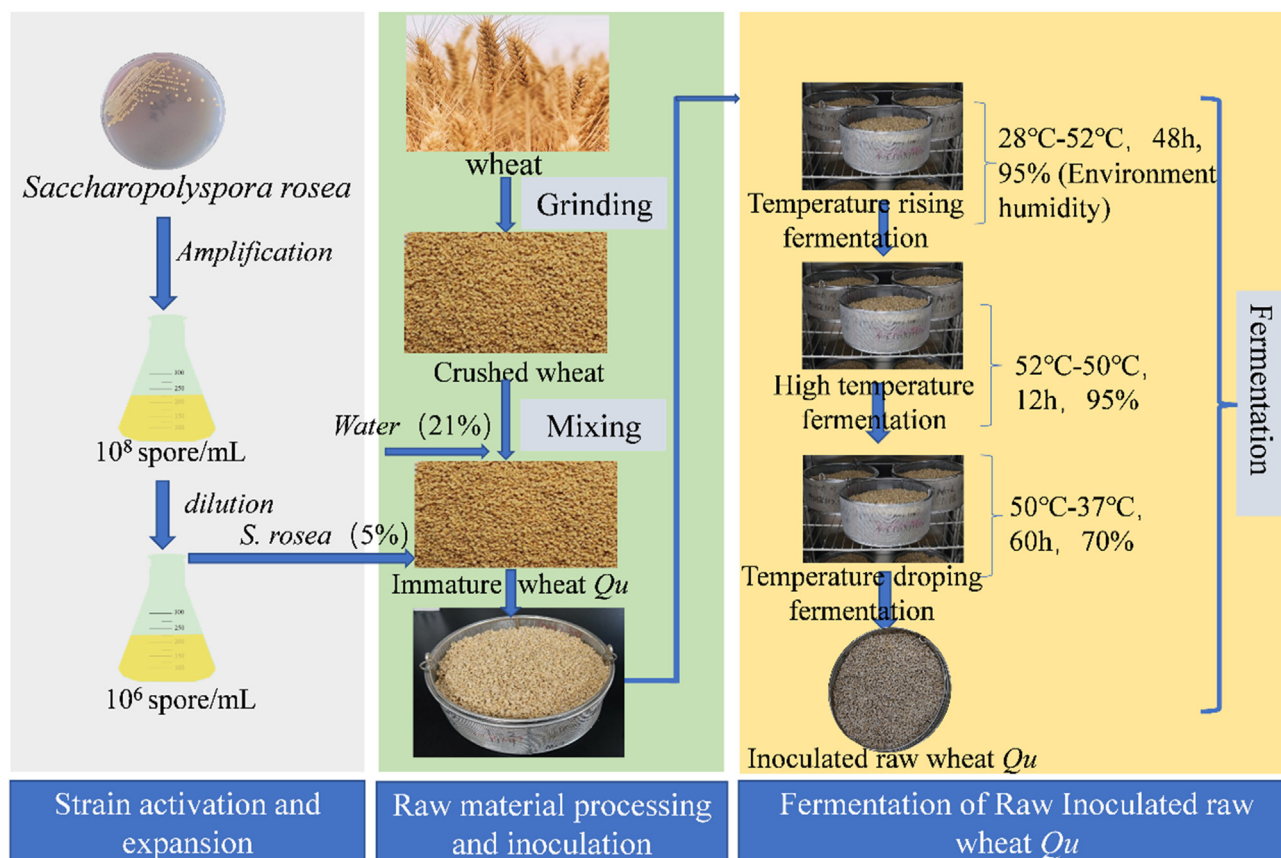 Saccharopolyspora rosea
Amplification
10⁸ spore/mL
dilution
S. rosea (5%)
10⁶ spore/mL
Strain activation and
expansion
wheat
Grinding
Crushed wheat
Water (21%)
Mixing
Immature wheat Qu
Raw material processing
and inoculation
28℃-52℃, 48h,
95% (Environment
humidity)
Temperature rising
fermentation
52℃-50℃,
12h, 95%
High temperature
fermentation
50℃-37℃,
60h, 70%
Temperature droping
fermentation
Inoculated raw wheat Qu
Fermentation
Fermentation of Raw Inoculated raw
wheat Qu